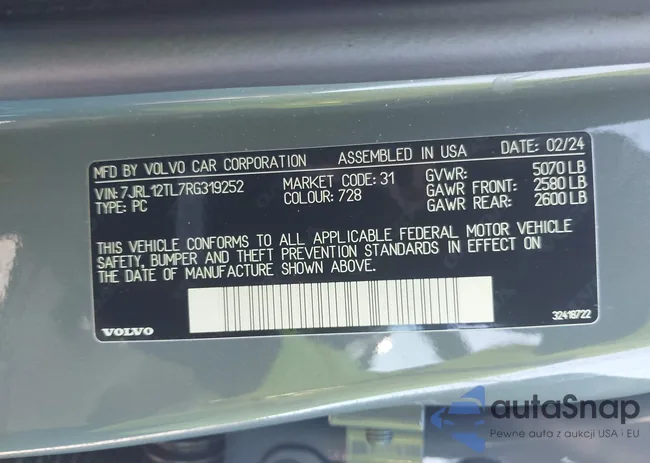 MFD BY VOLVO CAR CORPORATION ASSEMBLED IN USA DATE: 02/24
VIN: 7JRL12TL7RG319252 MARKET CODE: 31 GVWR: 5070 LB
TYPE: PC COLOUR: 728 GAWR FRONT: 2580 LB
GAWR REAR: 2600 LB
THIS VEHICLE CONFORMS TO ALL APPLICABLE FEDERAL MOTOR VEHICLE
SAFETY, BUMPER AND THEFT PREVENTION STANDARDS IN EFFECT ON
THE DATE OF MANUFACTURE SHOWN ABOVE.
VOLVO 32419722
autaSnap
Pewne auta z aukcji USA i EU